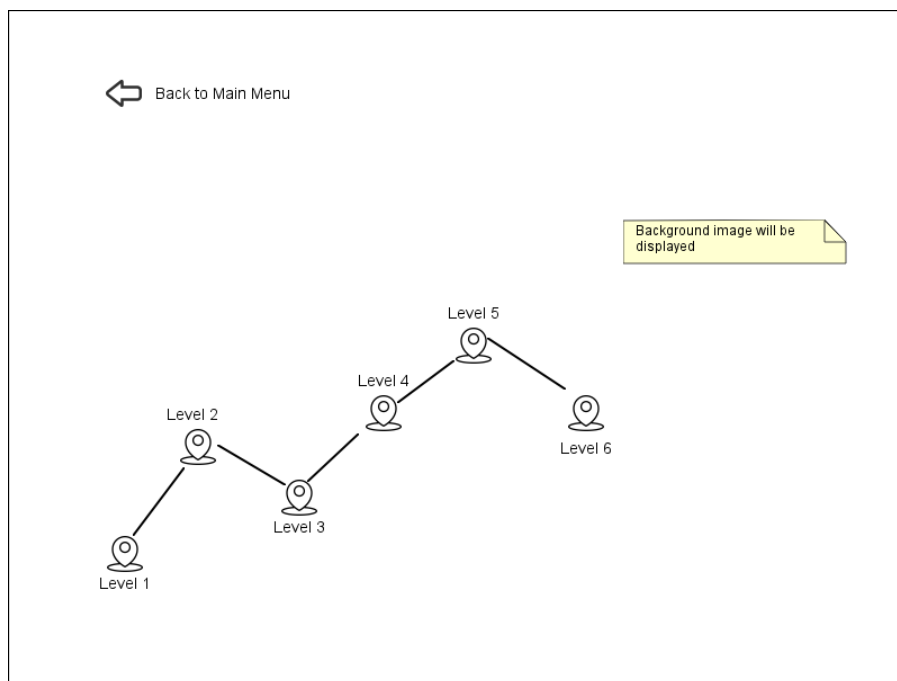 Back to Main Menu
Background image will be
displayed
Level 5
Level 4
Level 2
Level 6
Level 3
Level 1